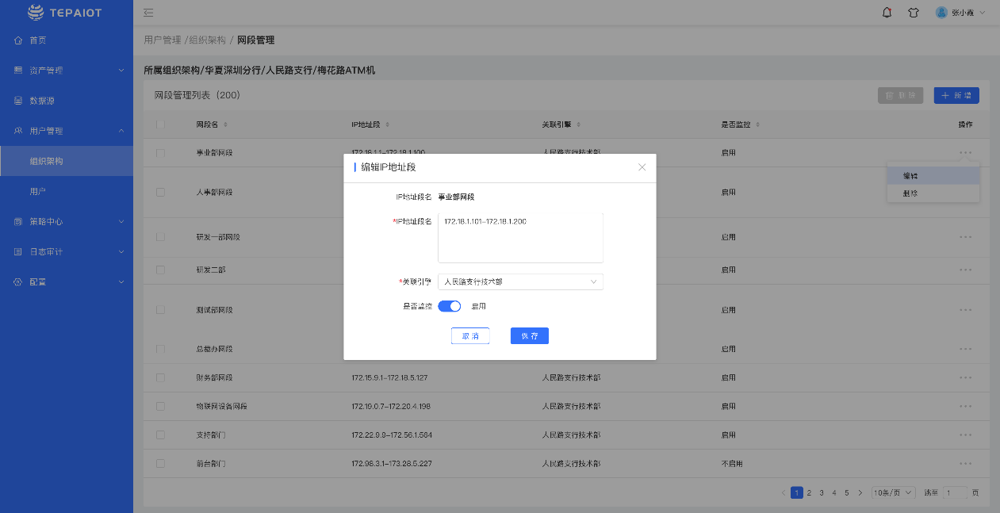 TEPAIOT
张小霞
首页
资产管理
数据源
用户管理
组织架构
用户
策略中心
日志审计
配置
用户管理 /组织架构 / 网段管理
所属组织架构/华夏深圳分行/人民路支行/梅花路ATM机
网段管理列表（200）
删 除
新 增
网段名 IP地址段 关联引擎 是否监控 操作
事业部网段 172.18.1.1-172.18.1.100 人民路支行技术部 启用
编辑
删除
人事部网段 启用
研发一部网段 启用
研发二部 启用
测试部网段 启用
总裁办网段 启用
财务部网段 172.15.9.1-172.18.5.127 人民路支行技术部 启用
物联网设备网段 172.19.0.7-172.20.4.198 人民路支行技术部 启用
支持部门 172.22.9.9-172.56.1.564 人民路支行技术部 启用
前台部门 172.98.3.1-173.28.5.227 人民路支行技术部 不启用
1 2 3 4 5 10条/页 跳至 1 页
编辑IP地址段
IP地址段名 事业部网段
*IP地址段名 172.18.1.101-172.18.1.200
*关联引擎 人民路支行技术部
是否监控 启用
取 消
保 存